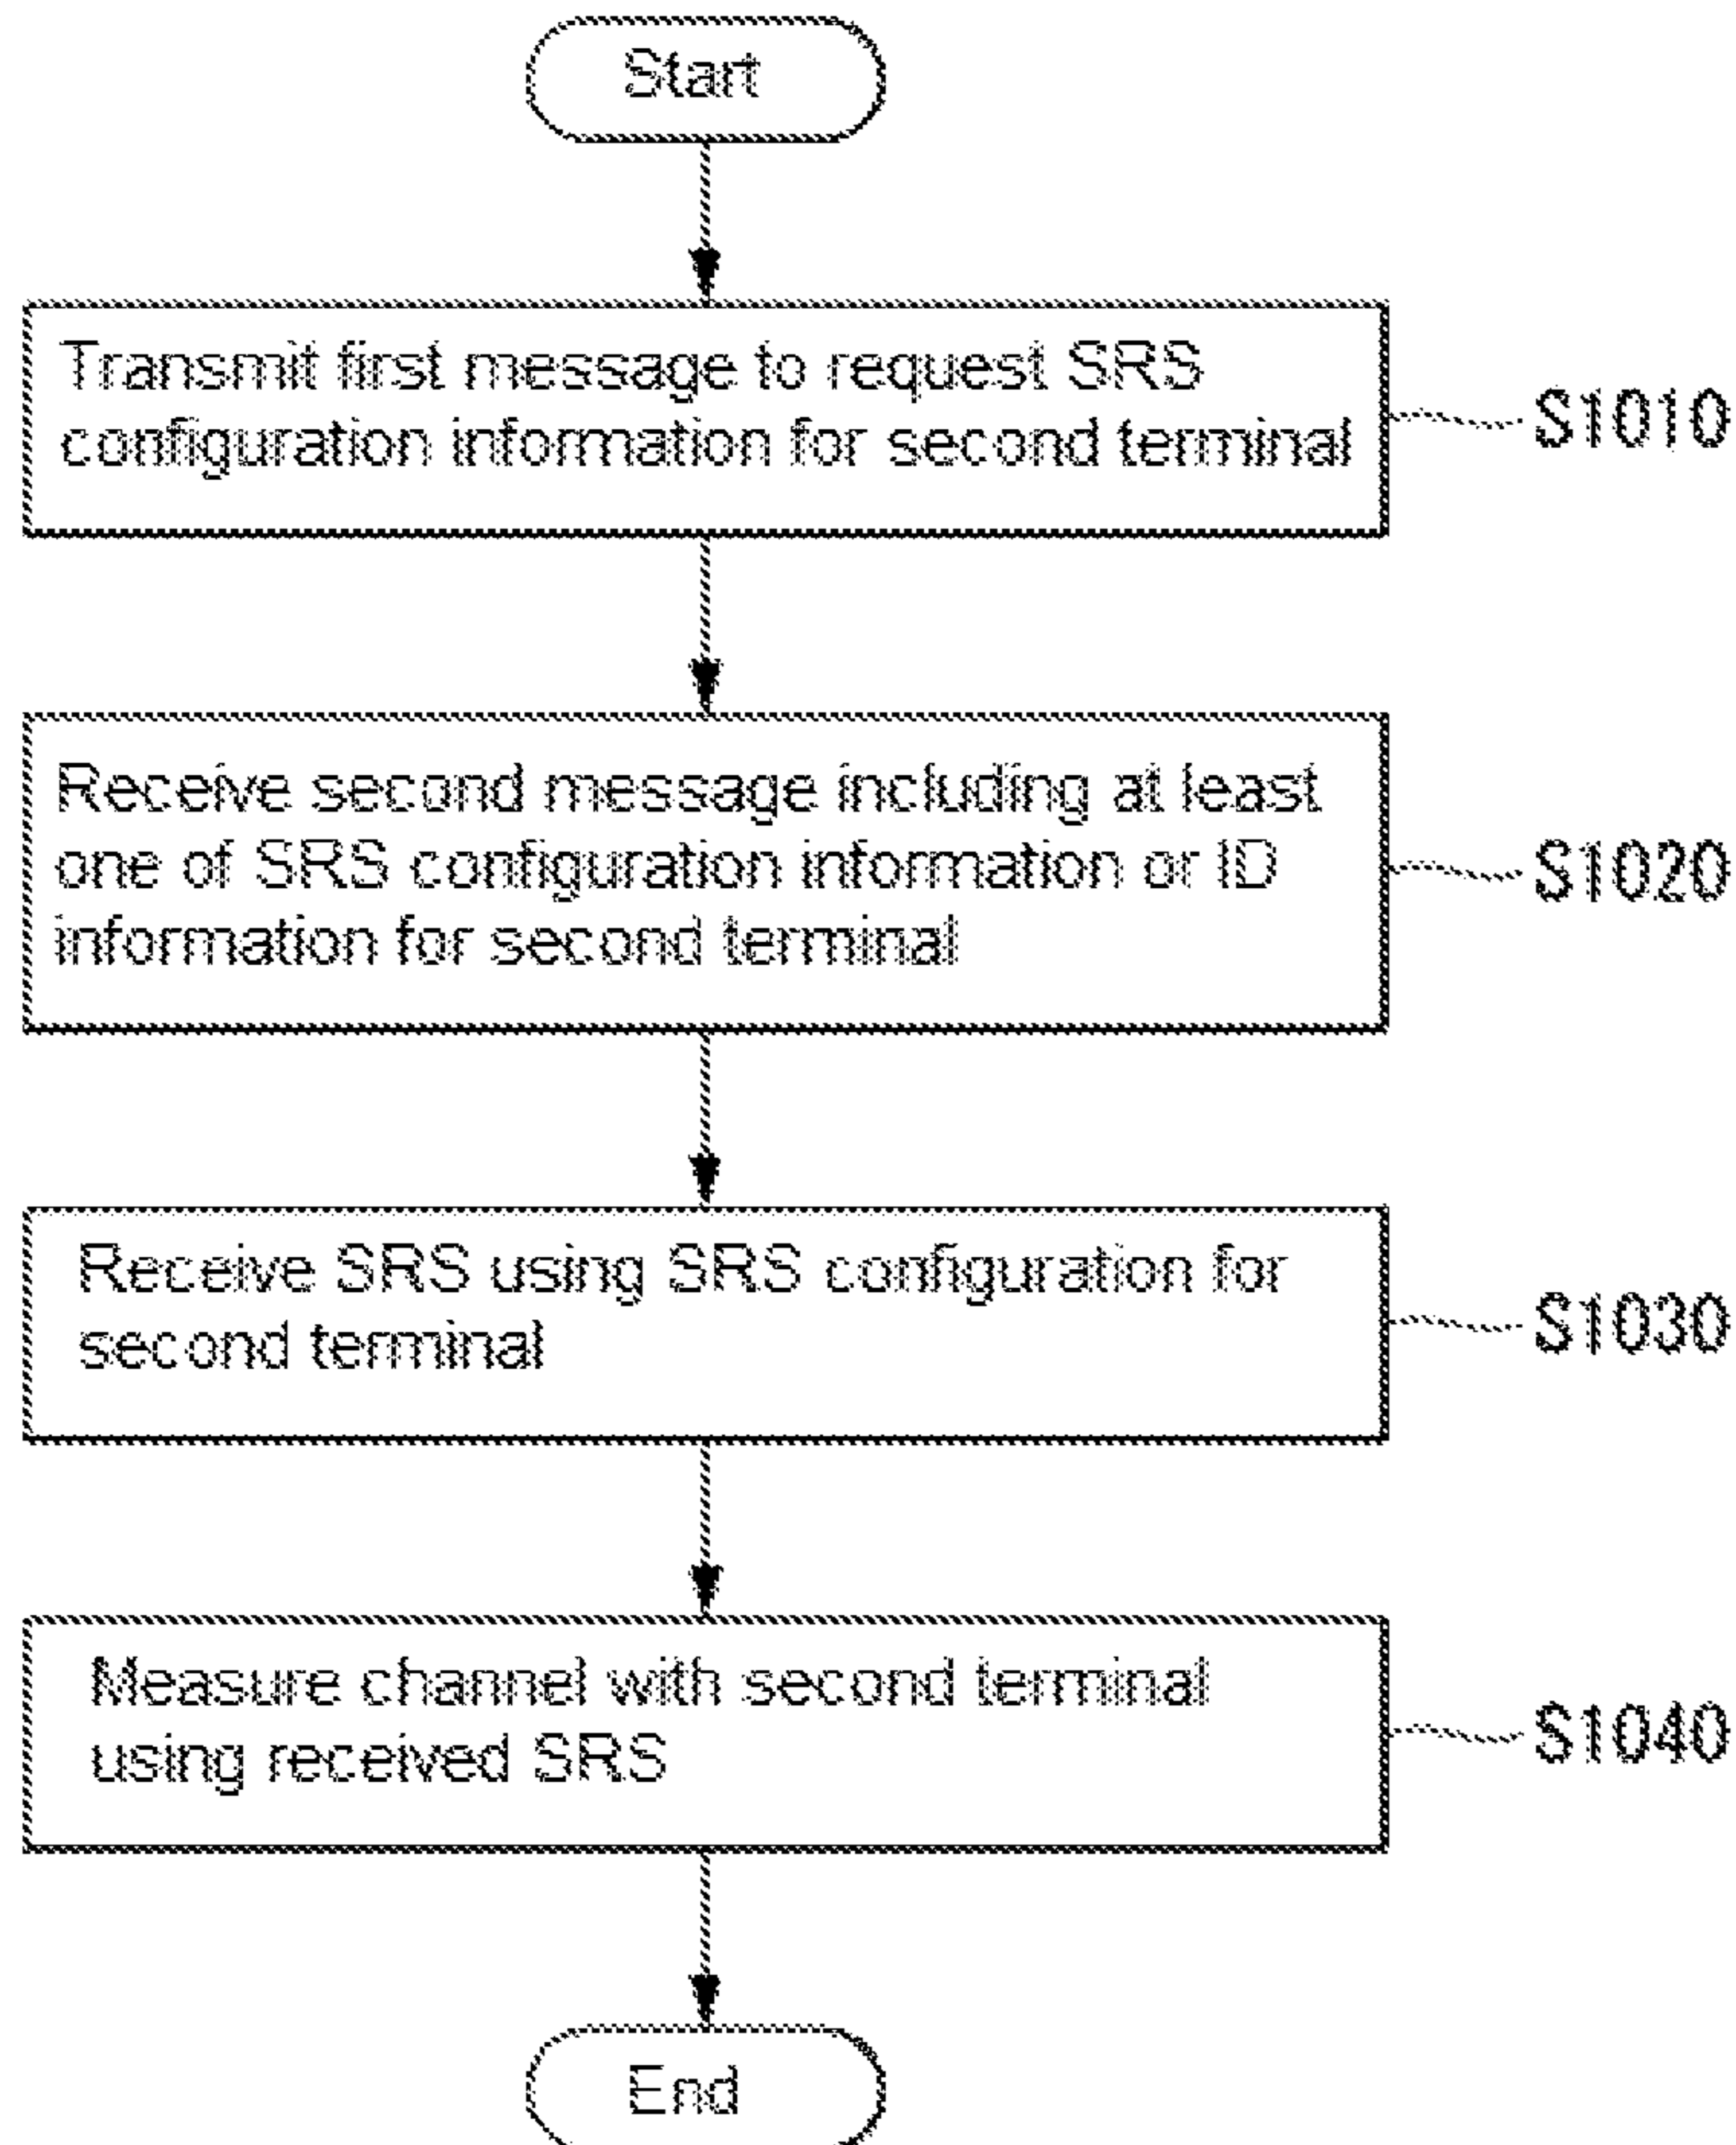 Start
Transmit first message to request SRS
configuration information for second terminal
S1010
Receive second message including at least
one of SRS configuration information or ID
information for second terminal
S1020
Receive SRS using SRS configuration for
second terminal
S1030
Measure channel with second terminal
using received SRS
S1040
End